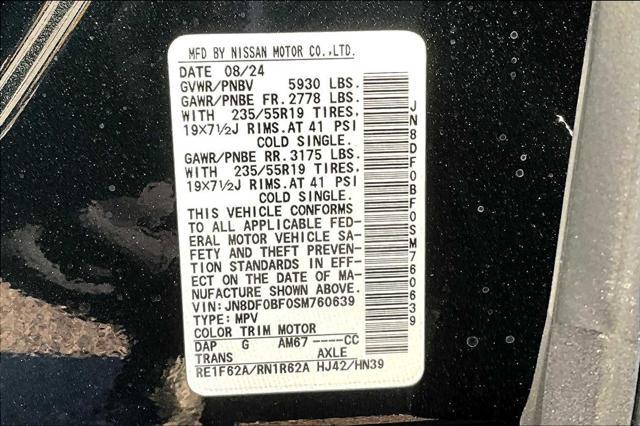 MFD BY NISSAN MOTOR CO.,LTD.
DATE 08/24
GVWR/PNBV 5930 LBS.
GAWR/PNBE FR. 2778 LBS.
WITH 235/55R19 TIRES,
19X7½J RIMS.AT 41 PSI
COLD SINGLE.
GAWR/PNBE RR. 3175 LBS.
WITH 235/55R19 TIRES,
19X7½J RIMS.AT 41 PSI
COLD SINGLE.
THIS VEHICLE CONFORMS
TO ALL APPLICABLE FED-
ERAL MOTOR VEHICLE SA-
FETY AND THEFT PREVEN-
TION STANDARDS IN EFF-
ECT ON THE DATE OF MA-
NUFACTURE SHOWN ABOVE.
VIN:JN8DF0BF0SM760639
TYPE: MPV
COLOR TRIM MOTOR
DAP G AM67 ----CC
TRANS AXLE
RE1F62A/RN1R62A HJ42/HN39
JN8DF0BF0SM760639